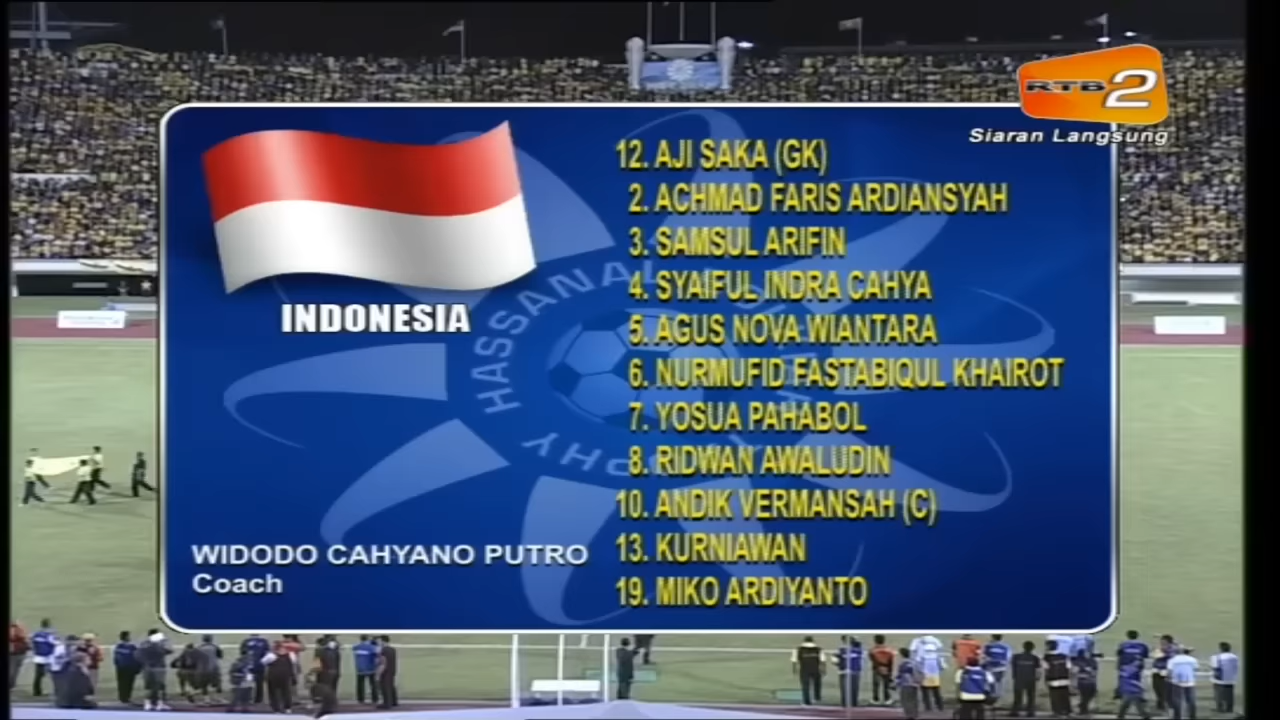 RTB2
Siaran Langsung
INDONESIA
WIDODO CAHYANO PUTRO
Coach
12. AJI SAKA (GK)
2. ACHMAD FARIS ARDIANSYAH
3. SAMSUL ARIFIN
4. SYAIFUL INDRA CAHYA
5. AGUS NOVA WIANTARA
6. NURMUFID FASTABIQUL KHAIROT
7. YOSUA PAHABOL
8. RIDWAN AWALUDIN
10. ANDIK VERMANSAH (C)
13. KURNIAWAN
19. MIKO ARDIYANTO
HASSANAL